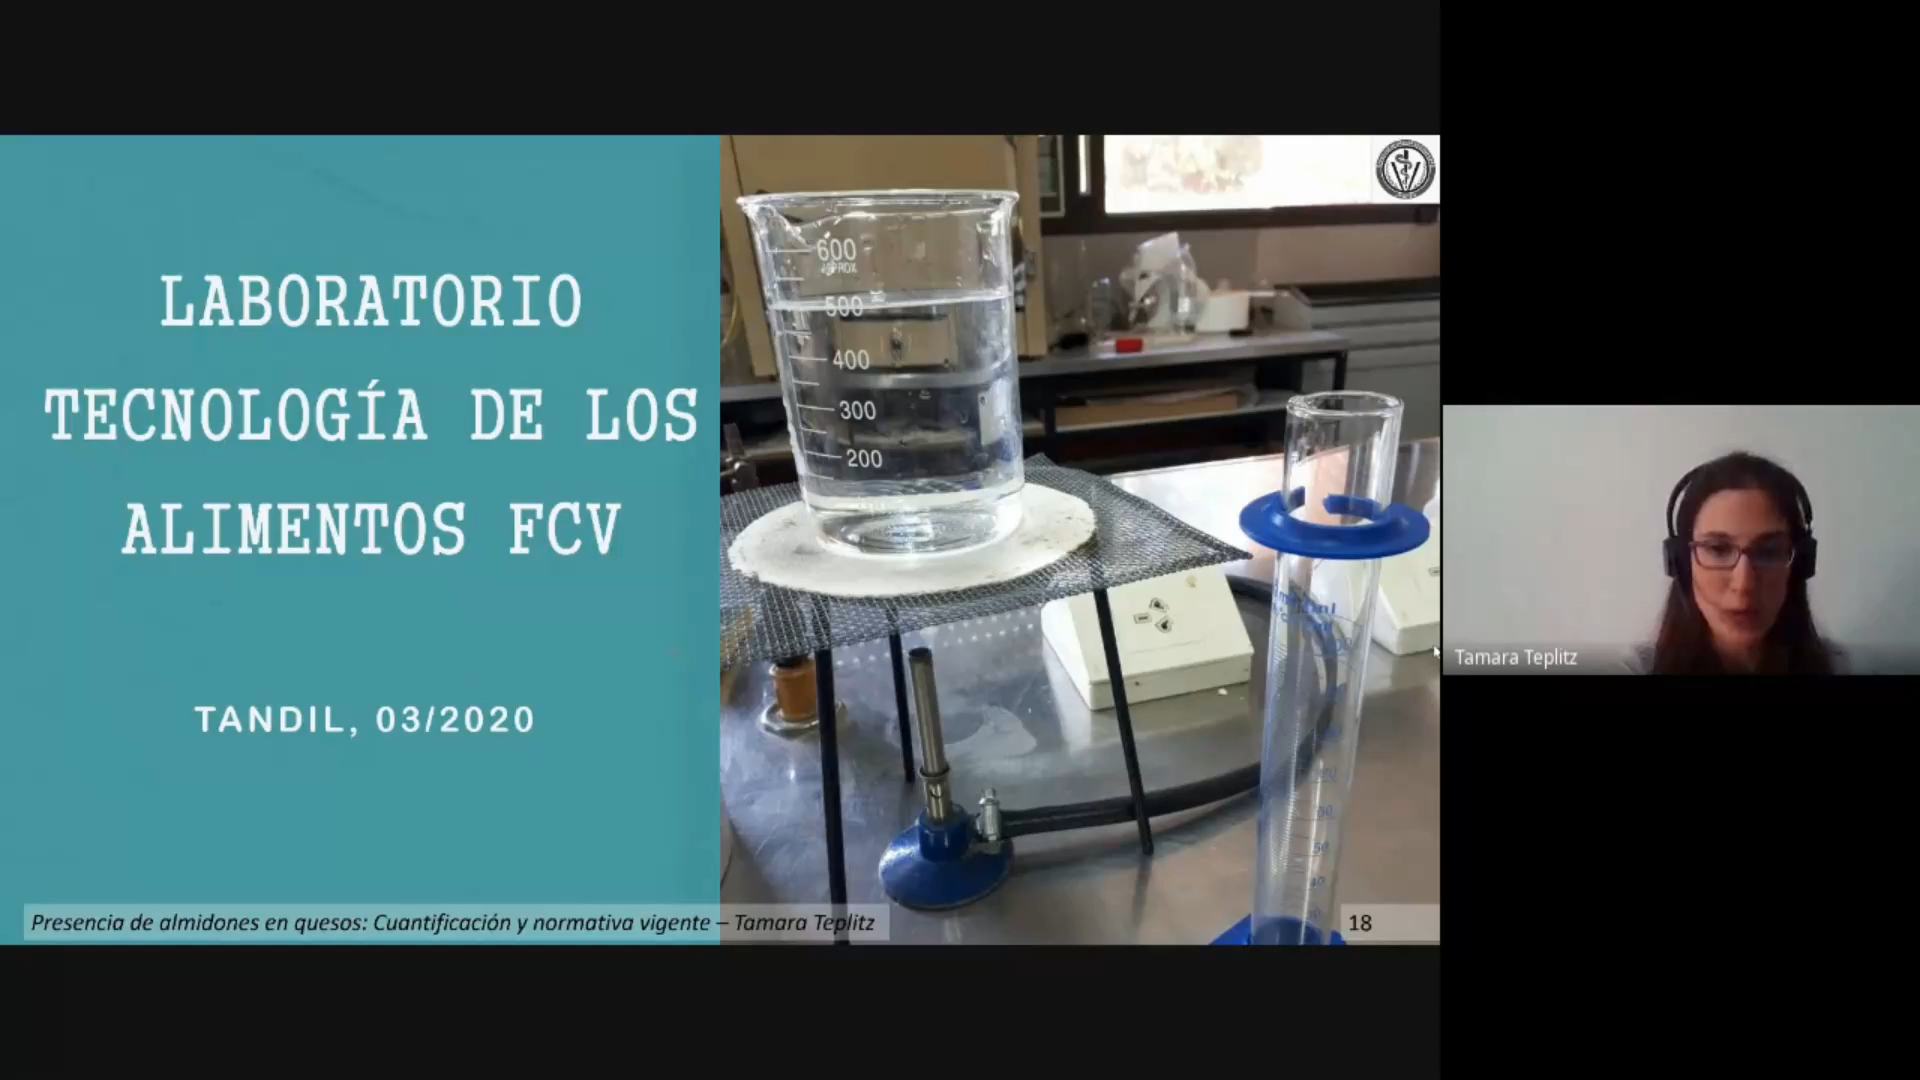 LABORATORIO
TECNOLOGÍA DE LOS
ALIMENTOS FCV
TANDIL, 03/2020
600
APPROX
500
400
300
200
Presencia de almidones en quesos: Cuantificación y normativa vigente – Tamara Teplitz
18
Tamara Teplitz